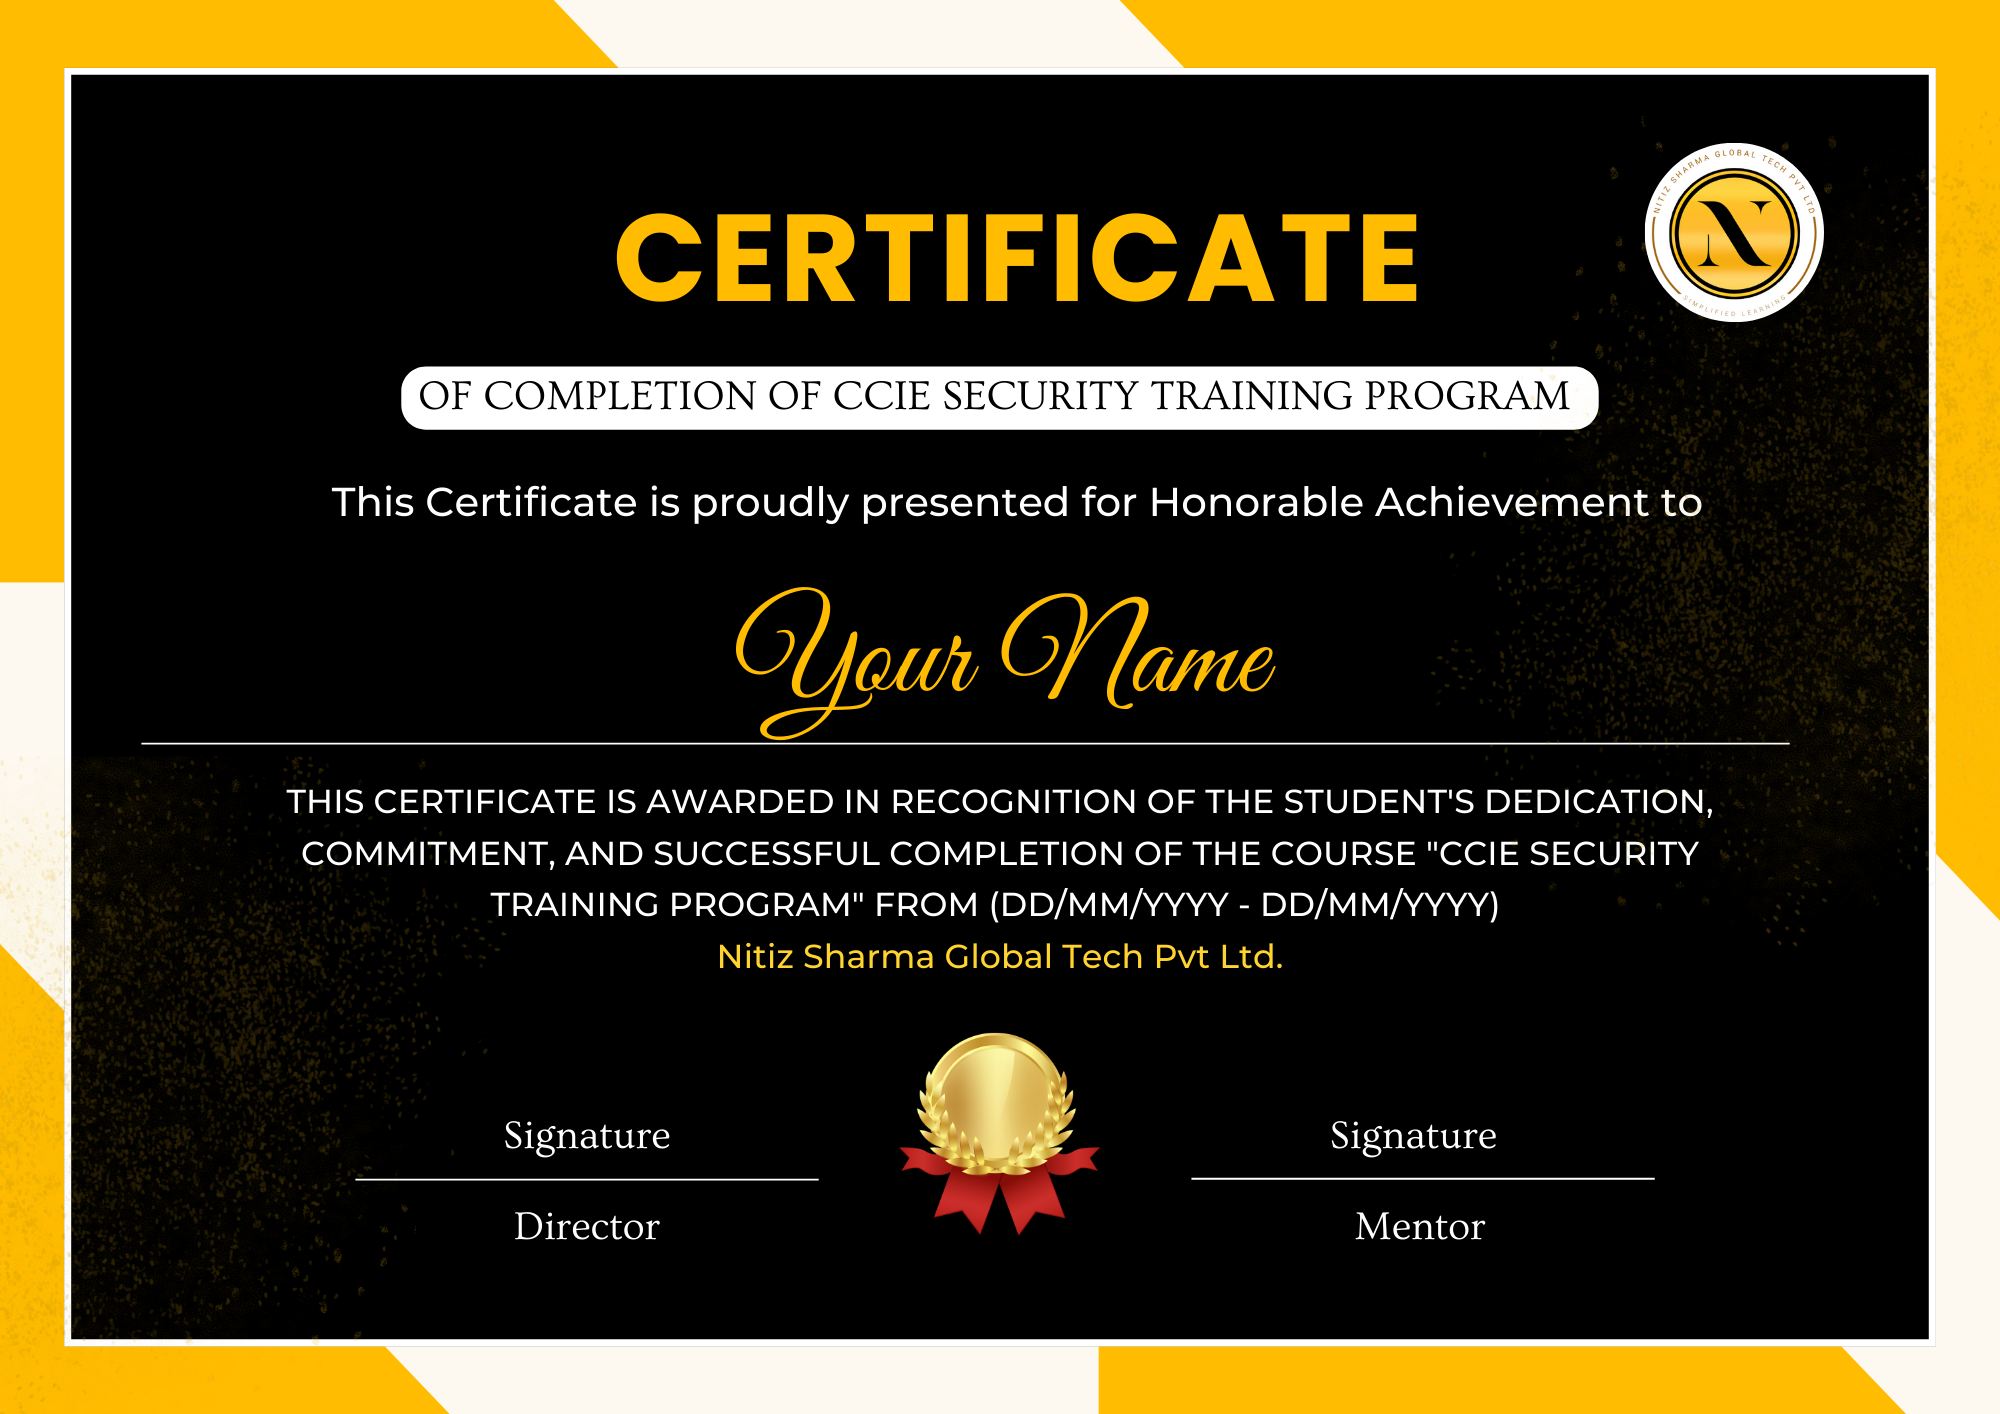 NITIZ SHARMA GLOBAL TECH PVT LTD
N
SIMPLIFIED LEARNING
CERTIFICATE
OF COMPLETION OF CCIE SECURITY TRAINING PROGRAM
This Certificate is proudly presented for Honorable Achievement to
Your Name
THIS CERTIFICATE IS AWARDED IN RECOGNITION OF THE STUDENT'S DEDICATION,
COMMITMENT, AND SUCCESSFUL COMPLETION OF THE COURSE "CCIE SECURITY
TRAINING PROGRAM" FROM (DD/MM/YYYY - DD/MM/YYYY)
Nitiz Sharma Global Tech Pvt Ltd.
Signature
Director
Signature
Mentor